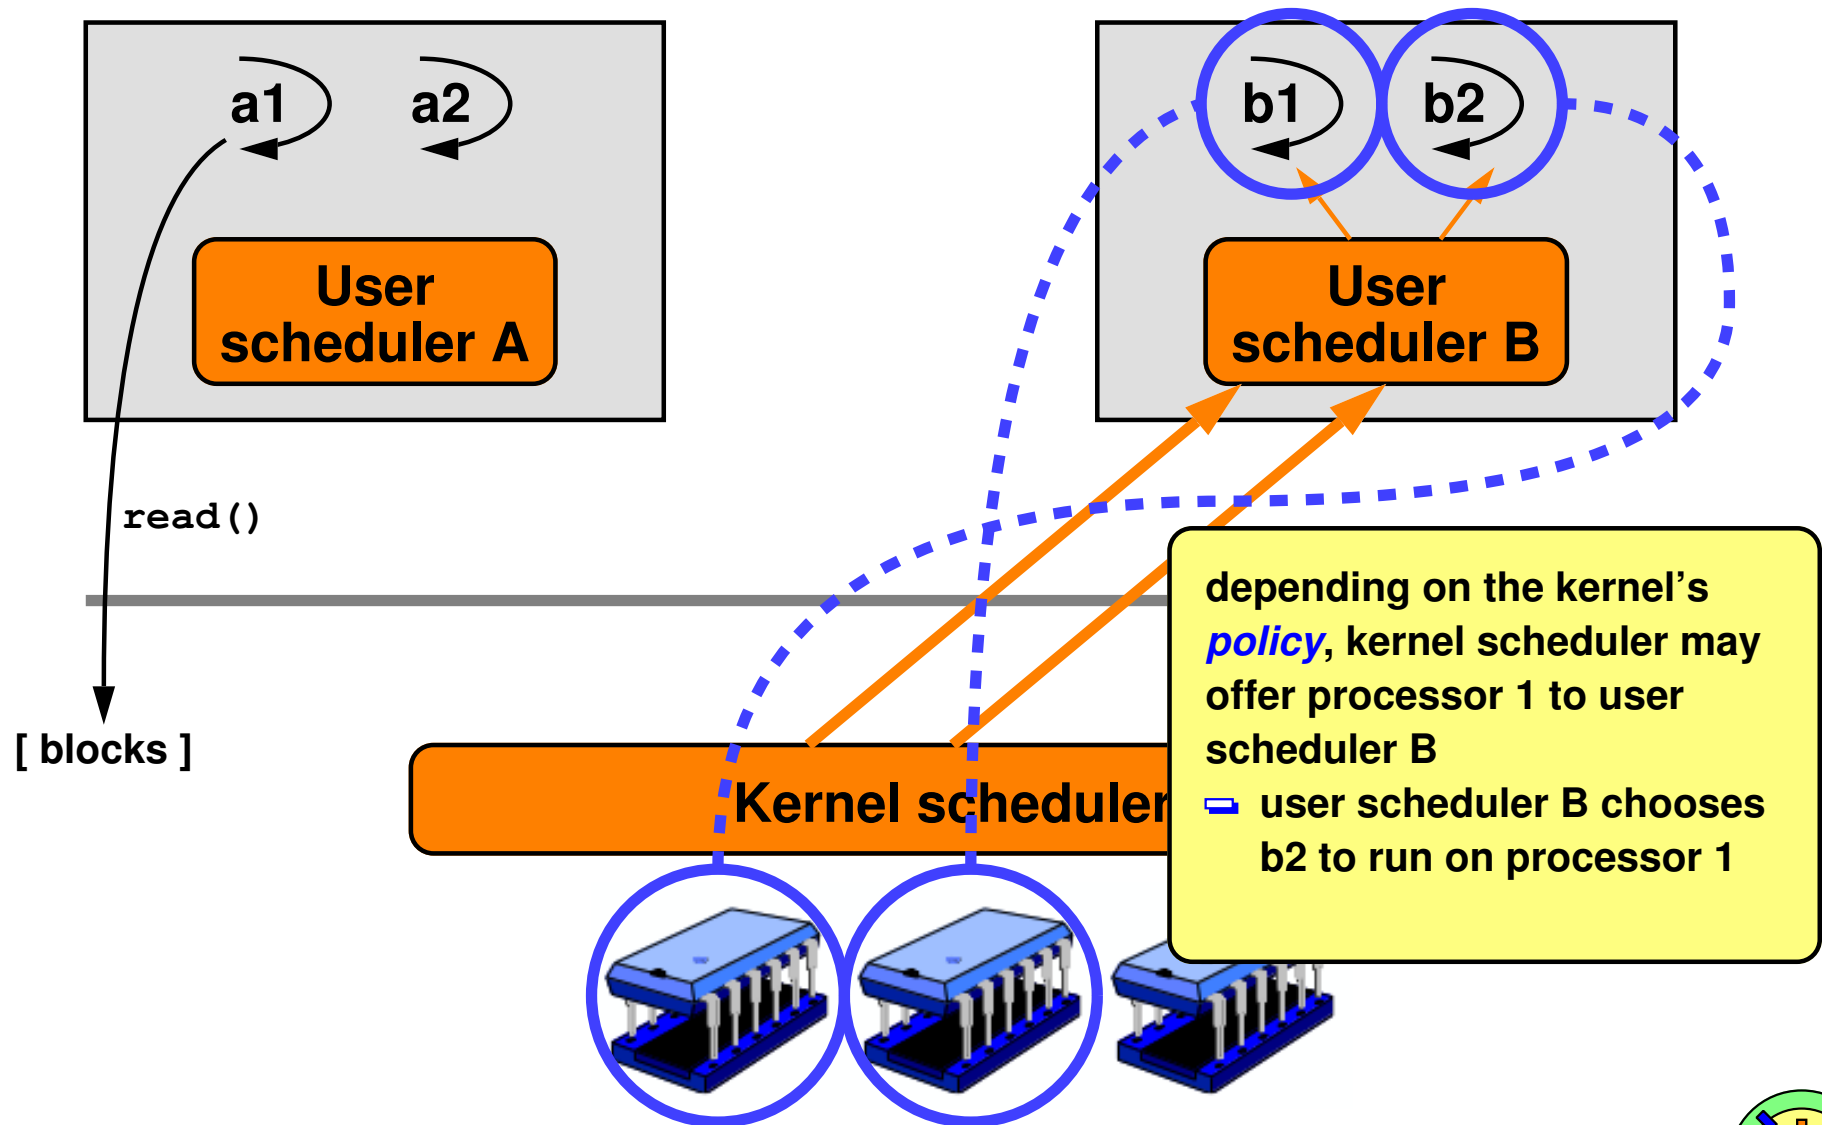 a1
a2
b1
b2
User
scheduler A
User
scheduler B
read()
[ blocks ]
Kernel scheduler
depending on the kernel's
policy, kernel scheduler may
offer processor 1 to user
scheduler B
user scheduler B chooses
b2 to run on processor 1